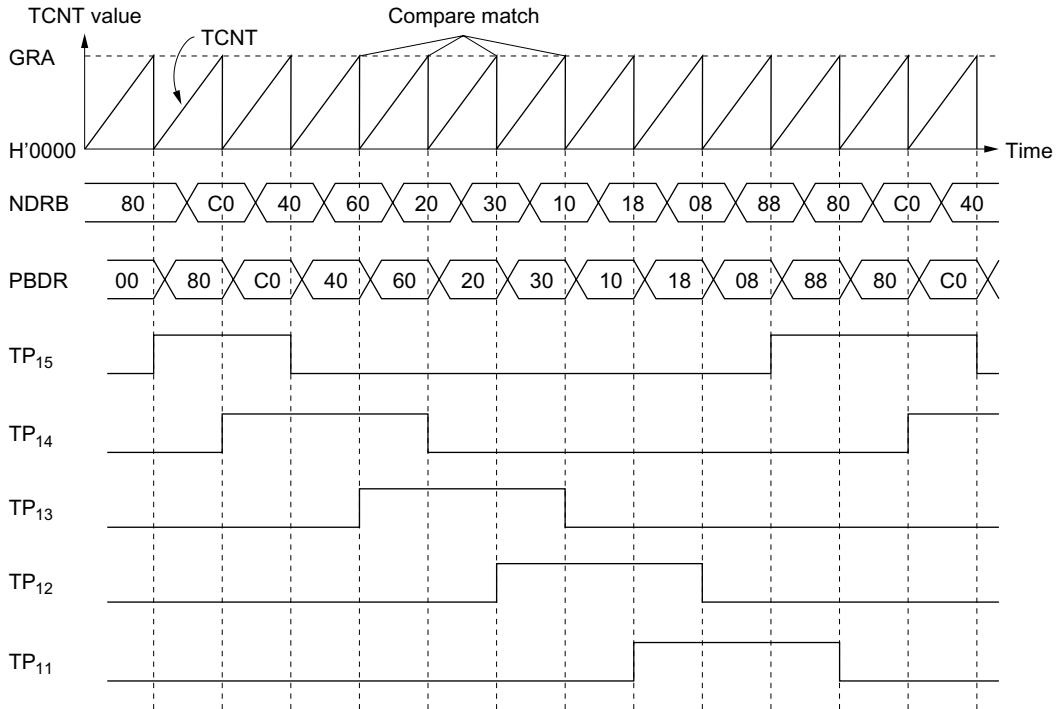 TCNT value
Compare match
TCNT
GRA
H'0000
Time
NDRB 80 C0 40 60 20 30 10 18 08 88 80 C0 40
PBDR 00 80 C0 40 60 20 30 10 18 08 88 80 C0
TP15
TP14
TP13
TP12
TP11